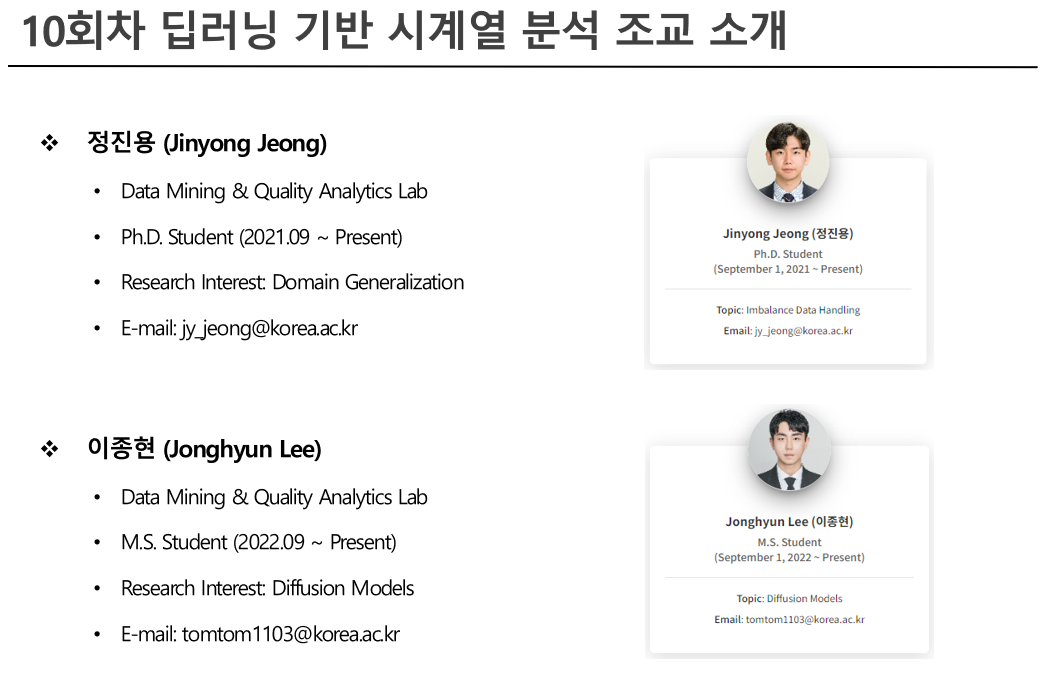 10회차 딥러닝 기반 시계열 분석 조교 소개
❖ 정진용 (Jinyong Jeong)
• Data Mining & Quality Analytics Lab
• Ph.D. Student (2021.09 ~ Present)
• Research Interest: Domain Generalization
• E-mail: jy_jeong@korea.ac.kr
Jinyong Jeong (정진용)
Ph.D. Student
(September 1, 2021 ~ Present)
Topic: Imbalance Data Handling
Email: jy_jeong@korea.ac.kr
❖ 이종현 (Jonghyun Lee)
• Data Mining & Quality Analytics Lab
• M.S. Student (2022.09 ~ Present)
• Research Interest: Diffusion Models
• E-mail: tomtom1103@korea.ac.kr
Jonghyun Lee (이종현)
M.S. Student
(September 1, 2022 ~ Present)
Topic: Diffusion Models
Email: tomtom1103@korea.ac.kr